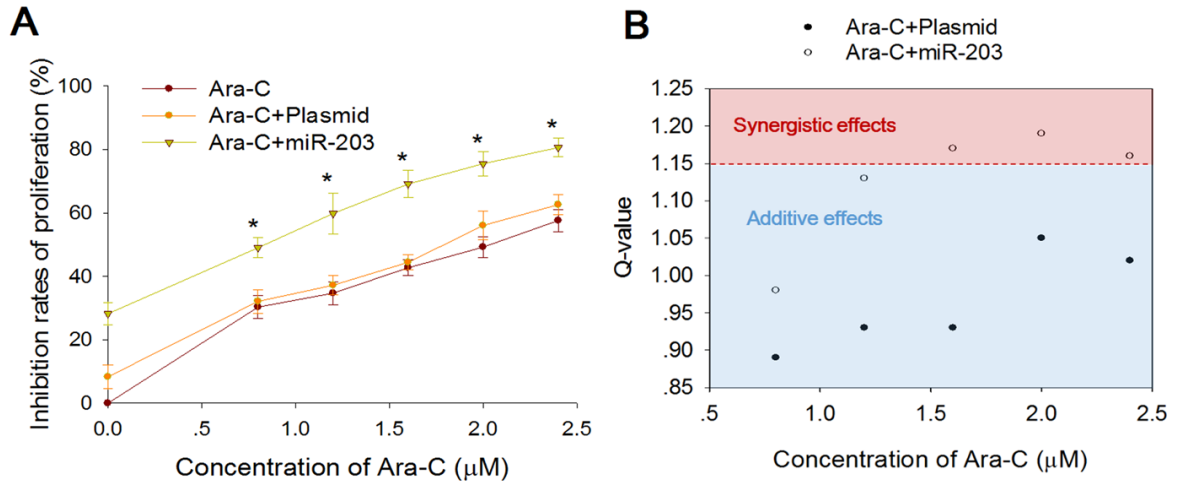 A
Ara-C
Ara-C+Plasmid
Ara-C+miR-203
Inhibition rates of proliferation (%)
100
80
60
40
20
0
* * * * *
0.0 .5 1.0 1.5 2.0 2.5
Concentration of Ara-C (μM)
B
Ara-C+Plasmid
Ara-C+miR-203
Q-value
1.25
1.20
1.15
1.10
1.05
1.00
.95
.90
.85
Synergistic effects
Additive effects
.5 1.0 1.5 2.0 2.5
Concentration of Ara-C (μM)